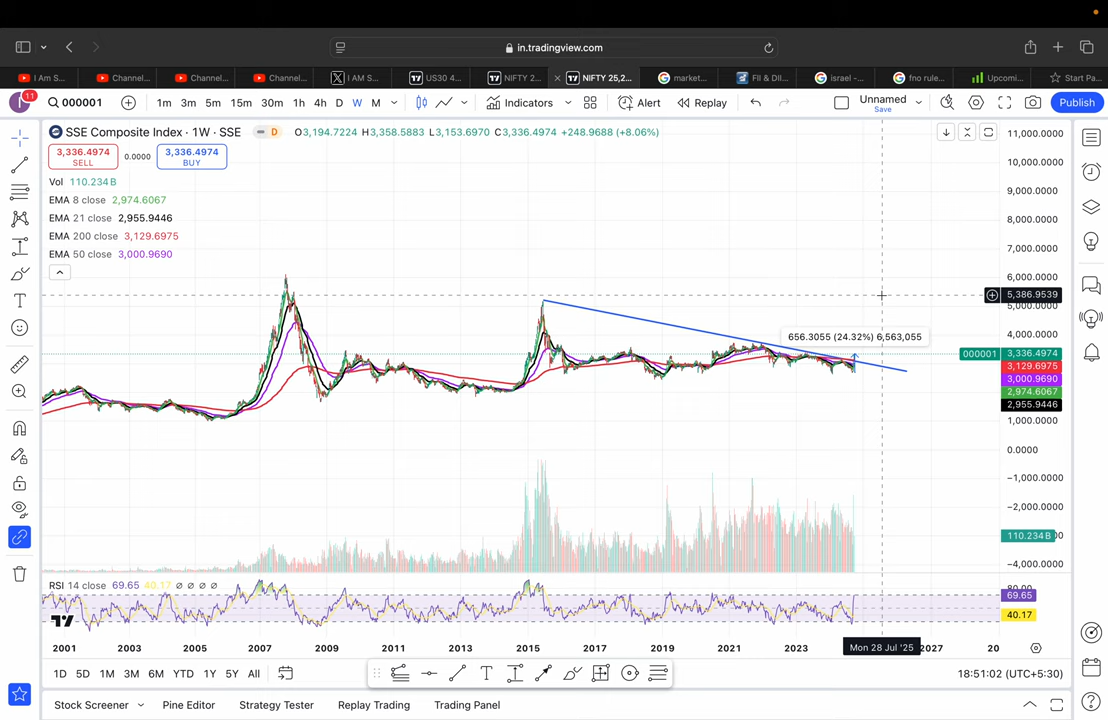 in.tradingview.com
I Am S...
Channel...
Channel...
Channel...
I AM S...
US30 4...
NIFTY 2...
NIFTY 25,2...
market...
FII & DII...
israel -...
fno rule...
Upcomi...
Start Pa...
11 000001 1m 3m 5m 15m 30m 1h 4h D W M Indicators Alert Replay Unnamed Save Publish
SSE Composite Index · 1W · SSE D O3,194.7224 H3,358.5883 L3,153.6970 C3,336.4974 +248.9688 (+8.06%)
3,336.4974 SELL 0.0000 3,336.4974 BUY
Vol 110.234B
EMA 8 close 2,974.6067
EMA 21 close 2,955.9446
EMA 200 close 3,129.6975
EMA 50 close 3,000.9690
11,000.0000
10,000.0000
9,000.0000
8,000.0000
7,000.0000
6,000.0000
5,386.9539
5,000.0000
4,000.0000
656.3055 (24.32%) 6,563,055
000001 3,336.4974
3,129.6975
3,000.9690
2,974.6067
2,955.9446
1,000.0000
0.0000
−1,000.0000
−2,000.0000
110.234B
−4,000.0000
RSI 14 close 69.65 40.17 ∅ ∅ ∅ ∅
80.00
69.65
40.17
2001 2003 2005 2007 2009 2011 2013 2015 2017 2019 2021 2023 Mon 28 Jul '25 2027 20
1D 5D 1M 3M 6M YTD 1Y 5Y All 18:51:02 (UTC+5:30)
Stock Screener Pine Editor Strategy Tester Replay Trading Trading Panel